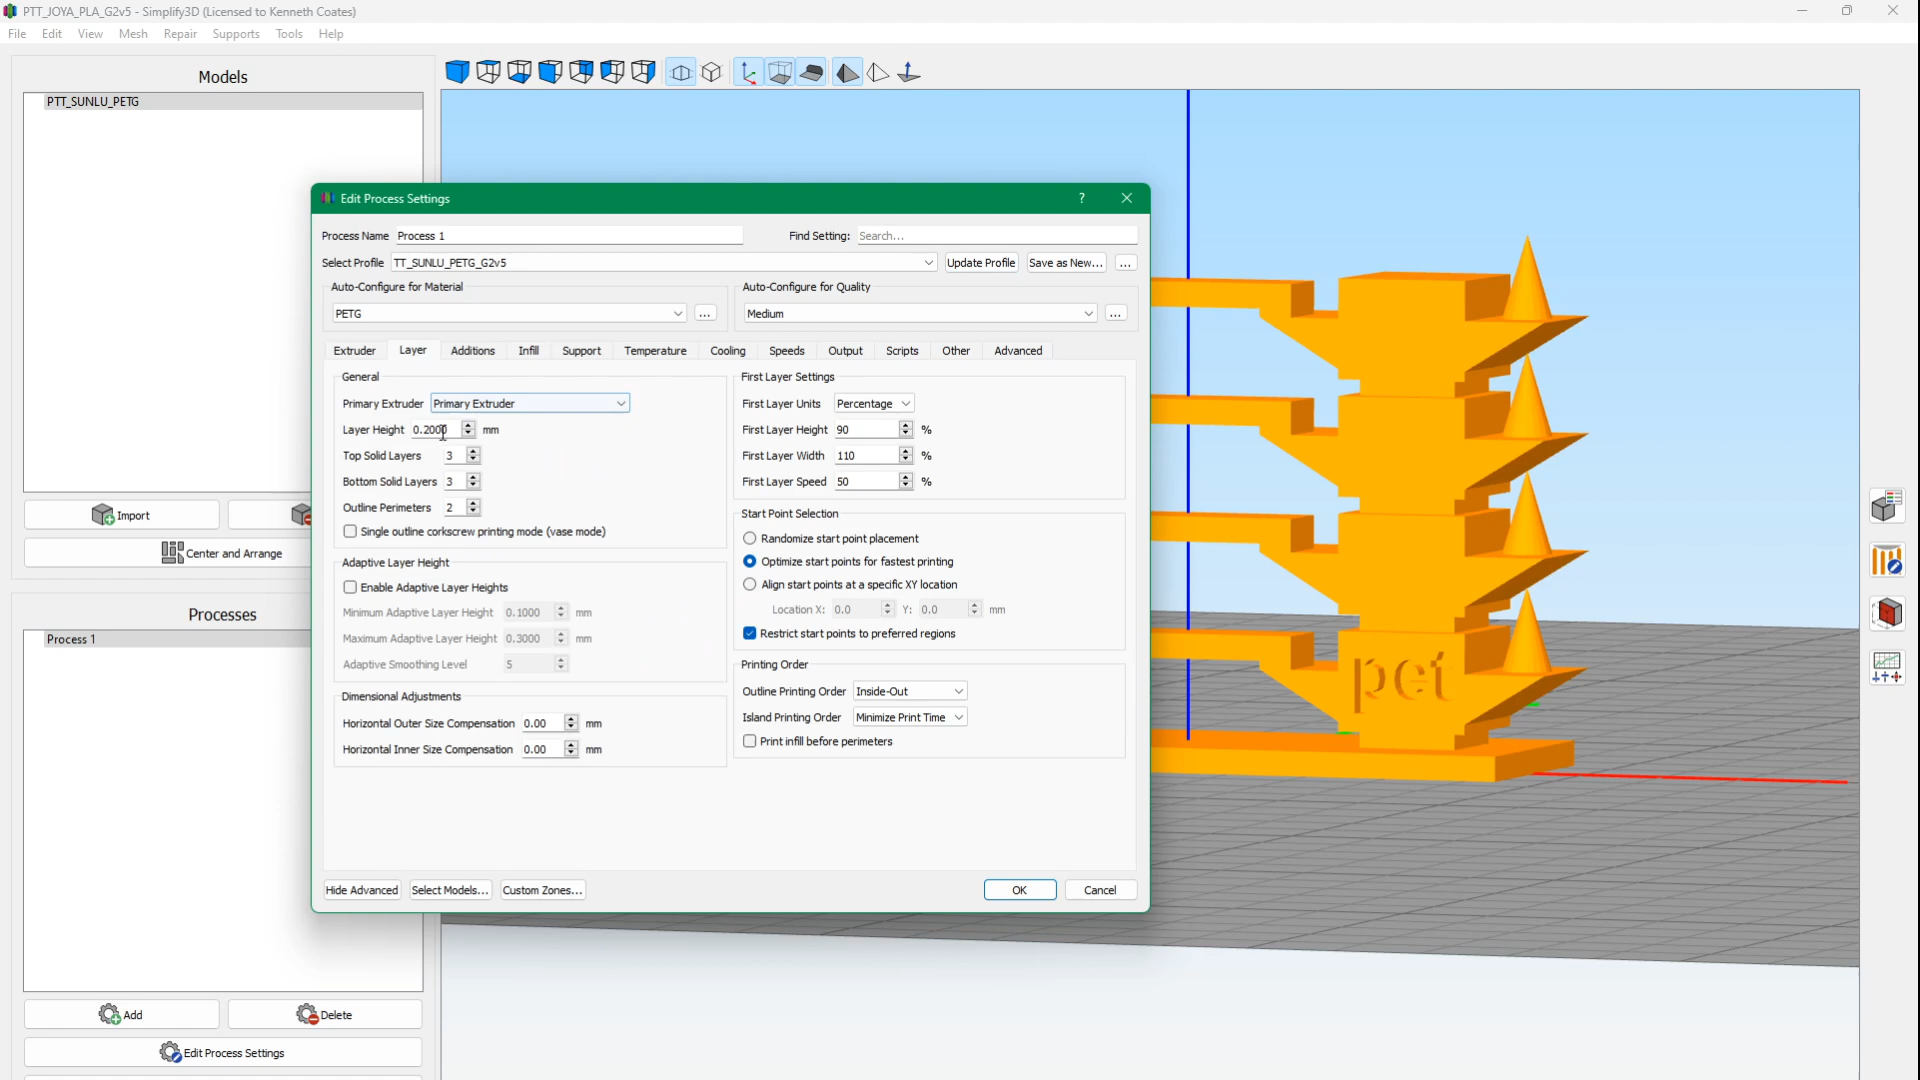 PTT_JOYA_PLA_G2v5 - Simplify3D (Licensed to Kenneth Coates)
File Edit View Mesh Repair Supports Tools Help
Models
PTT_SUNLU_PETG
Import
Center and Arrange
Processes
Process 1
Add
Delete
Edit Process Settings
Edit Process Settings
?
Process Name Process 1
Find Setting: Search...
Select Profile TT_SUNLU_PETG_G2v5
Update Profile
Save as New...
...
Auto-Configure for Material
PETG
...
Auto-Configure for Quality
Medium
...
Extruder Layer Additions Infill Support Temperature Cooling Speeds Output Scripts Other Advanced
General
Primary Extruder Primary Extruder
Layer Height 0.2000 mm
Top Solid Layers 3
Bottom Solid Layers 3
Outline Perimeters 2
Single outline corkscrew printing mode (vase mode)
Adaptive Layer Height
Enable Adaptive Layer Heights
Minimum Adaptive Layer Height 0.1000 mm
Maximum Adaptive Layer Height 0.3000 mm
Adaptive Smoothing Level 5
Dimensional Adjustments
Horizontal Outer Size Compensation 0.00 mm
Horizontal Inner Size Compensation 0.00 mm
First Layer Settings
First Layer Units Percentage
First Layer Height 90 %
First Layer Width 110 %
First Layer Speed 50 %
Start Point Selection
Randomize start point placement
Optimize start points for fastest printing
Align start points at a specific XY location
Location X: 0.0 Y: 0.0 mm
Restrict start points to preferred regions
Printing Order
Outline Printing Order Inside-Out
Island Printing Order Minimize Print Time
Print infill before perimeters
Hide Advanced
Select Models...
Custom Zones...
OK
Cancel
pet